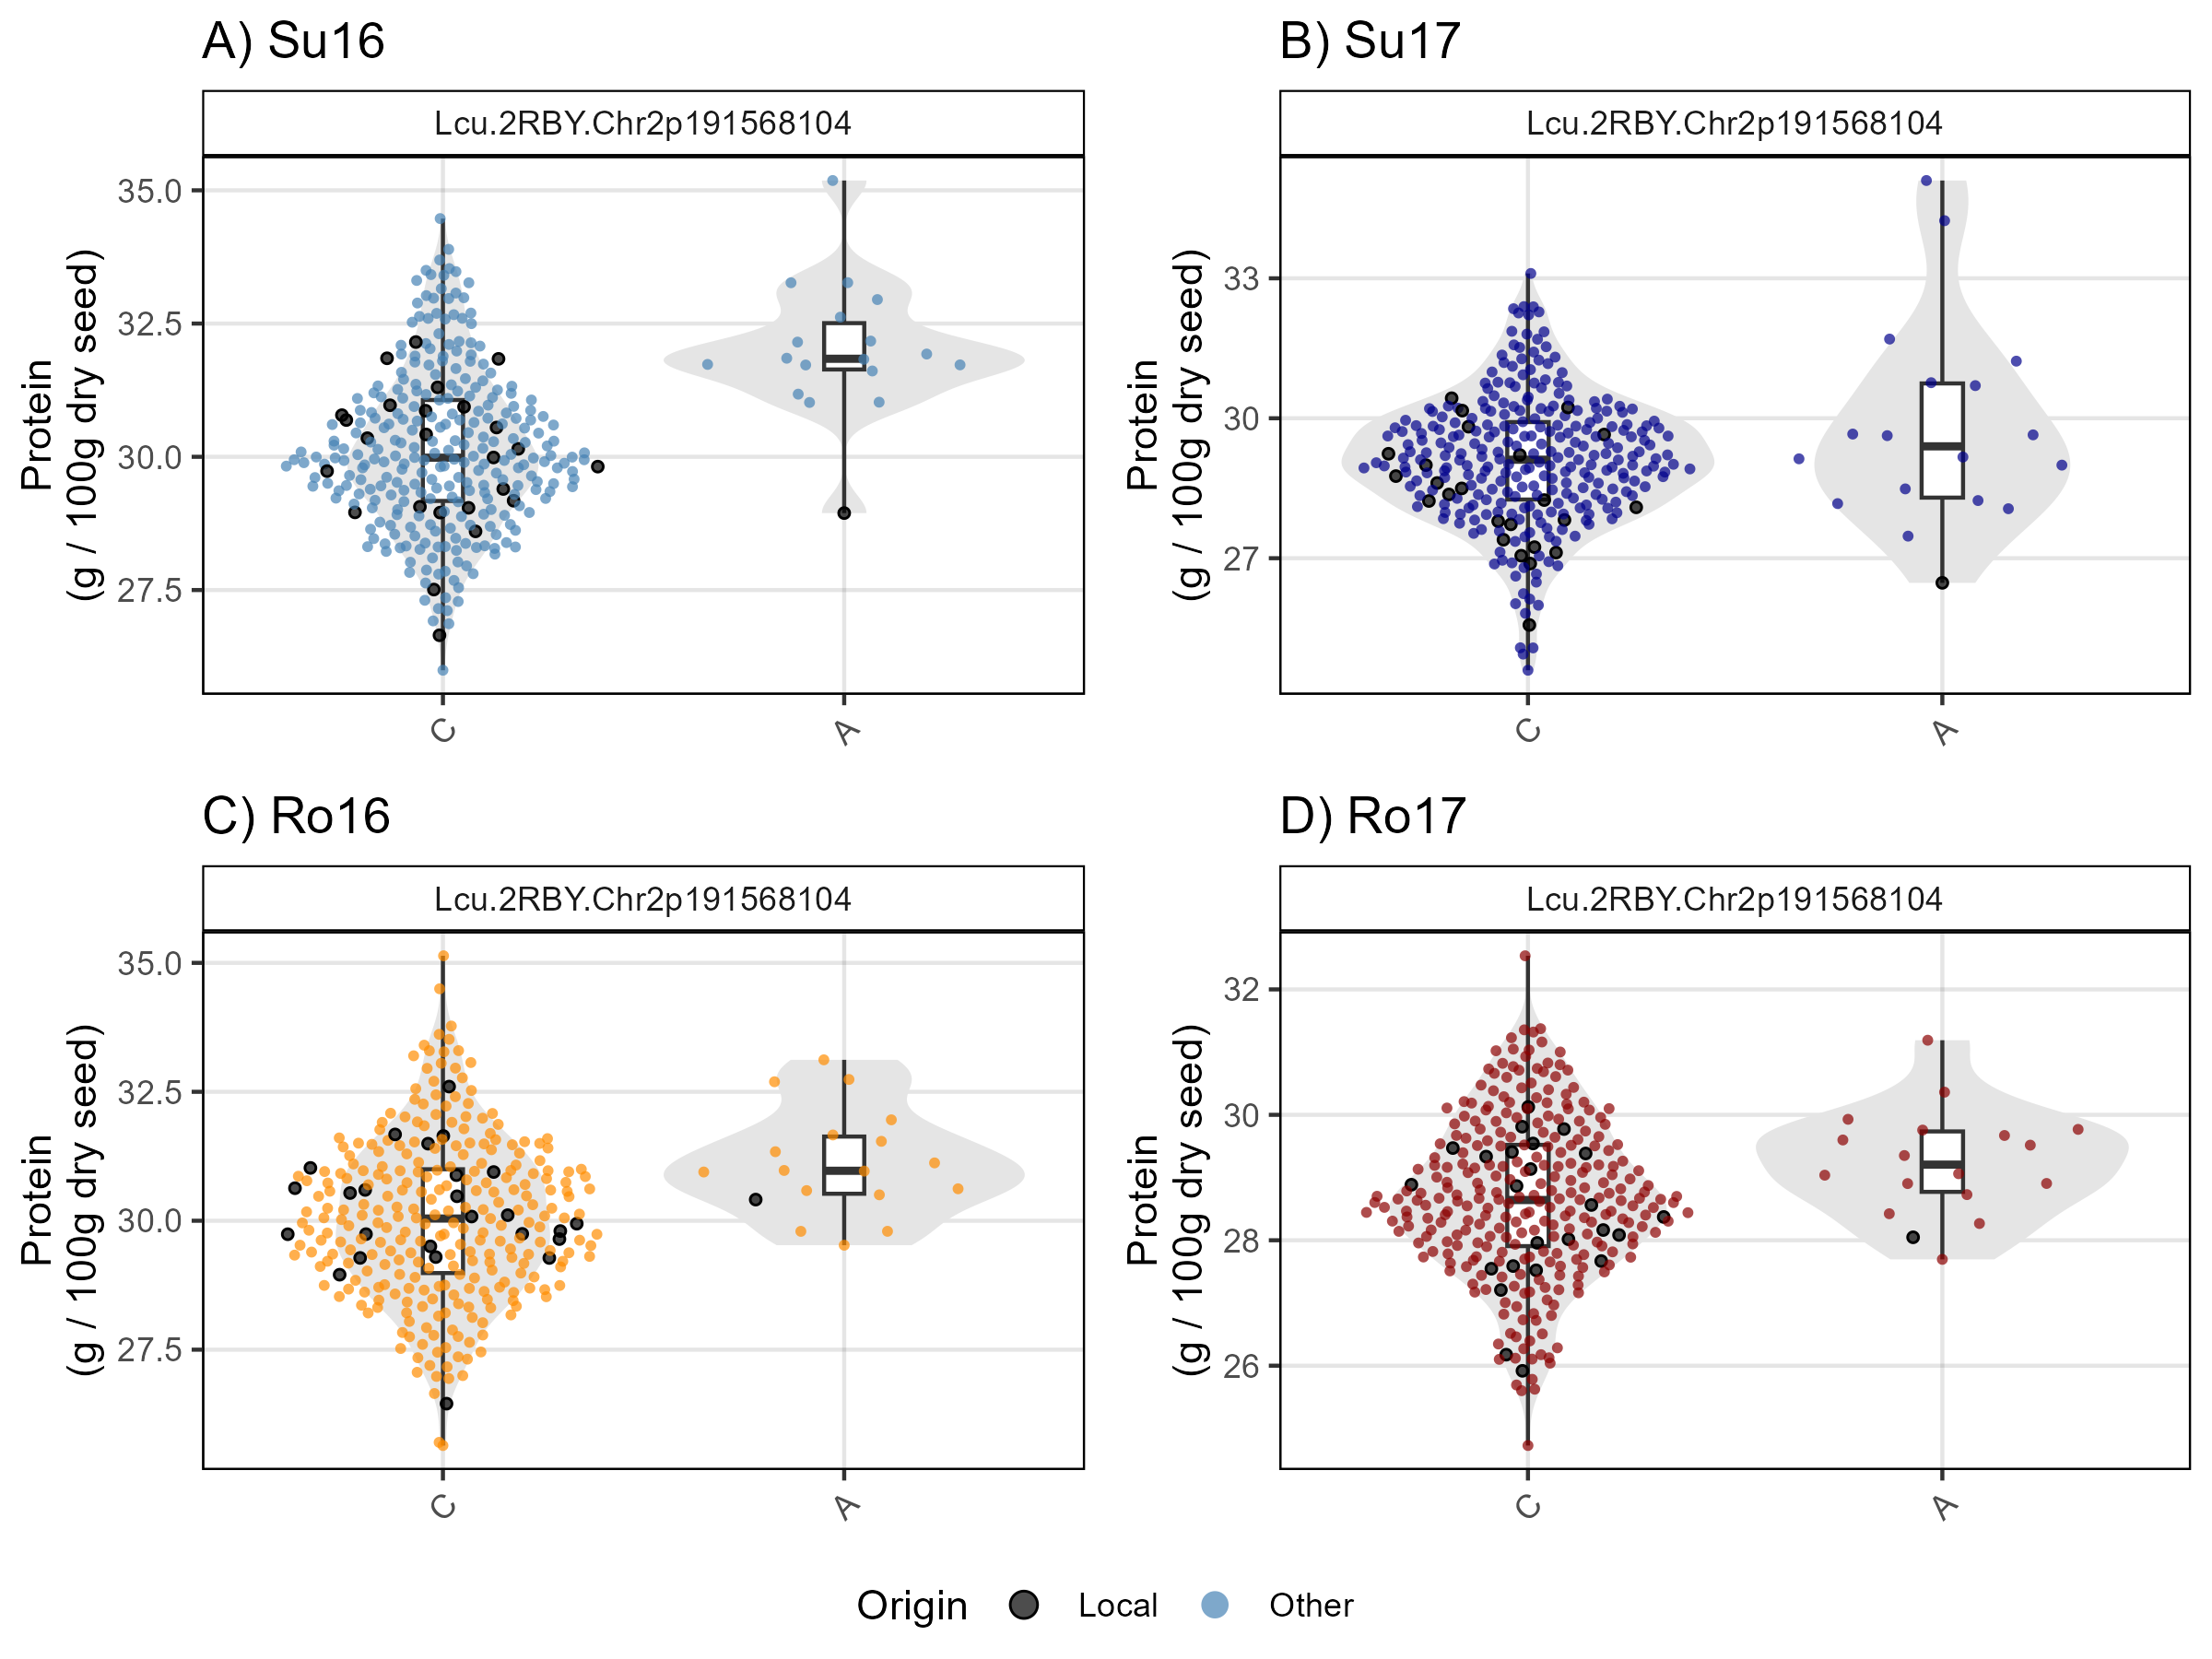 A) Su16
Lcu.2RBY.Chr2p191568104
Protein
(g / 100g dry seed)
35.0
32.5
30.0
27.5
C
A
B) Su17
Lcu.2RBY.Chr2p191568104
Protein
(g / 100g dry seed)
33
30
27
C
A
C) Ro16
Lcu.2RBY.Chr2p191568104
Protein
(g / 100g dry seed)
35.0
32.5
30.0
27.5
C
A
D) Ro17
Lcu.2RBY.Chr2p191568104
Protein
(g / 100g dry seed)
32
30
28
26
C
A
Origin Local Other